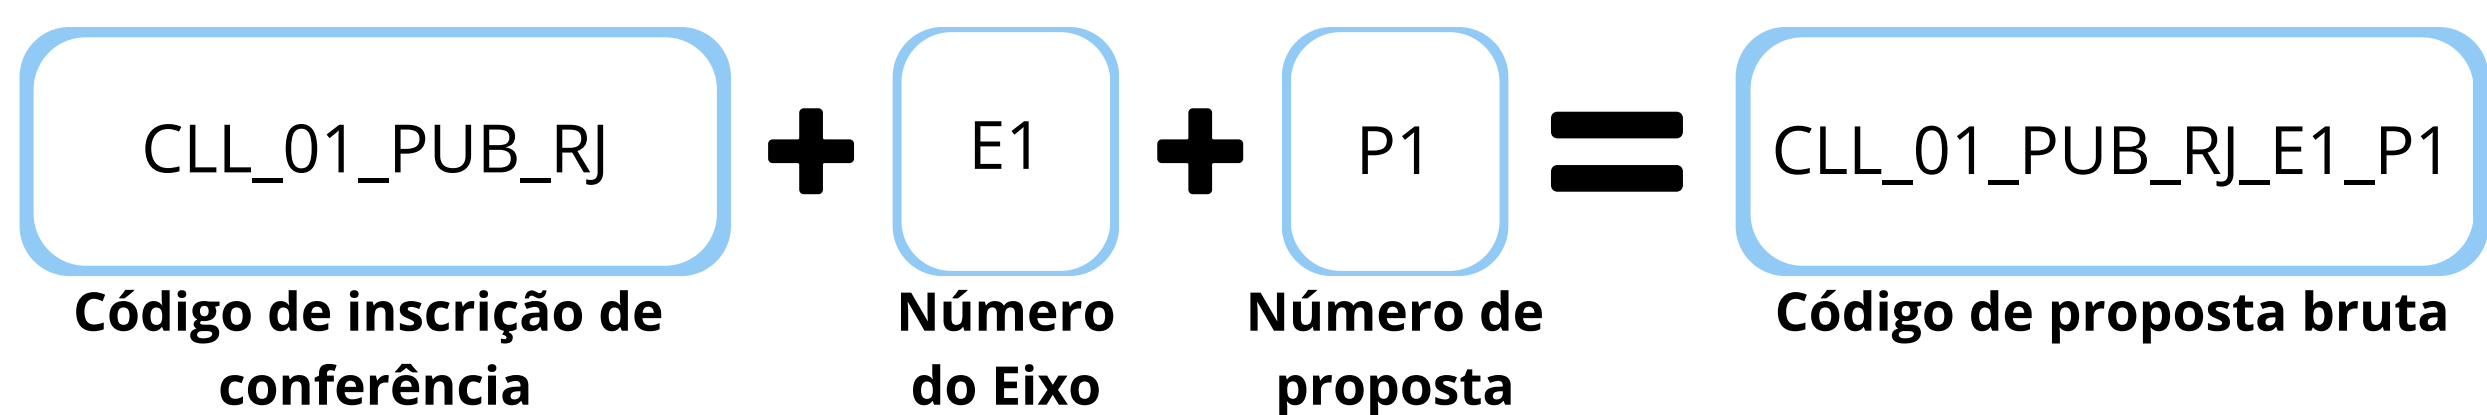 CLL_01_PUB_RJ
E1
P1
CLL_01_PUB_RJ_E1_P1
Código de inscrição de
conferência
Número
do Eixo
Número de
proposta
Código de proposta bruta